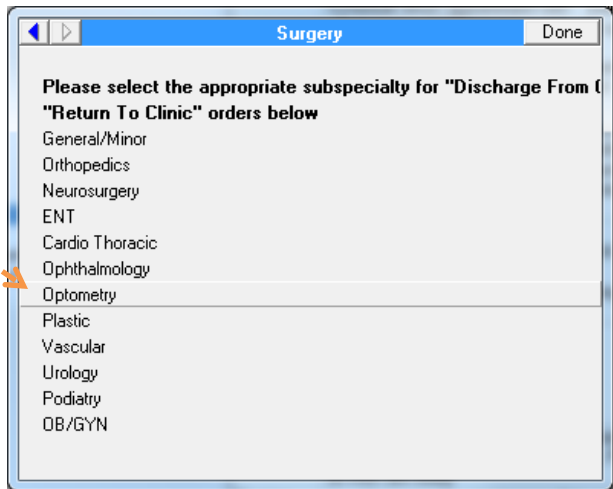 Surgery Done
Please select the appropriate subspecialty for "Discharge From
"Return To Clinic" orders below
General/Minor
Orthopedics
Neurosurgery
ENT
Cardio Thoracic
Ophthalmology
Optometry
Plastic
Vascular
Urology
Podiatry
OB/GYN